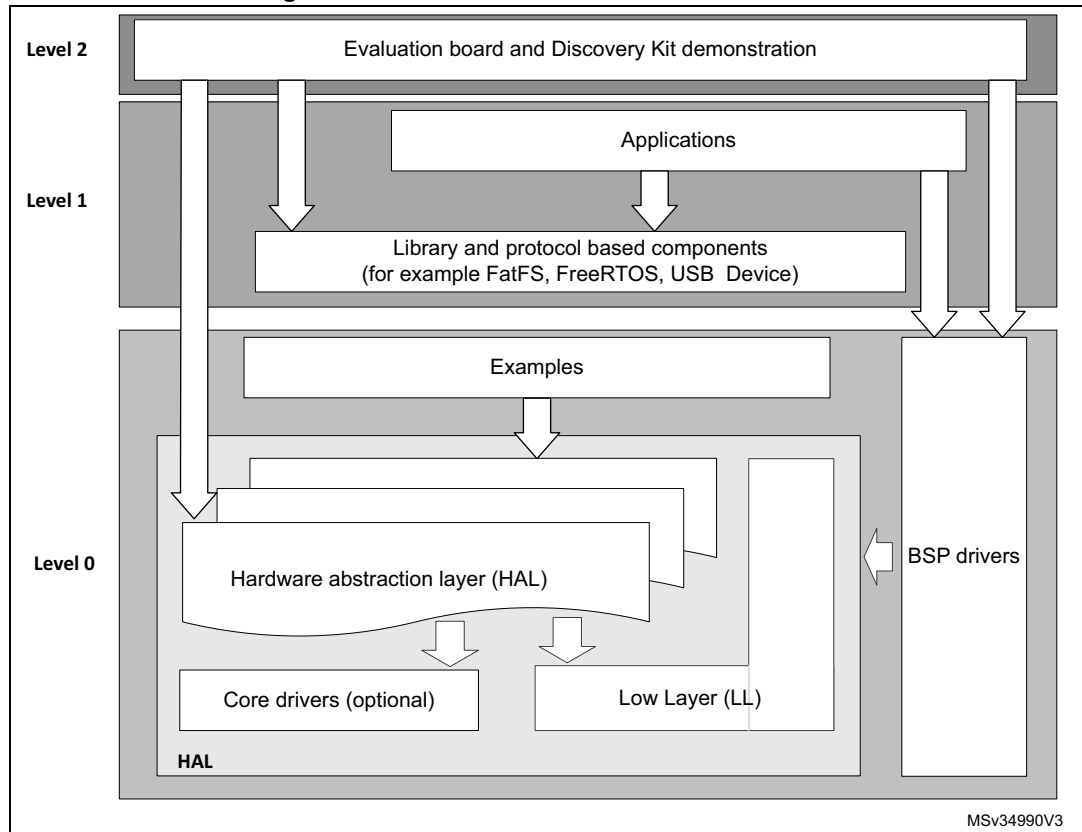 Level 2
Evaluation board and Discovery Kit demonstration
Applications
Level 1
Library and protocol based components
(for example FatFS, FreeRTOS, USB Device)
Examples
Level 0
Hardware abstraction layer (HAL)
BSP drivers
Core drivers (optional)
Low Layer (LL)
HAL
MSv34990V3